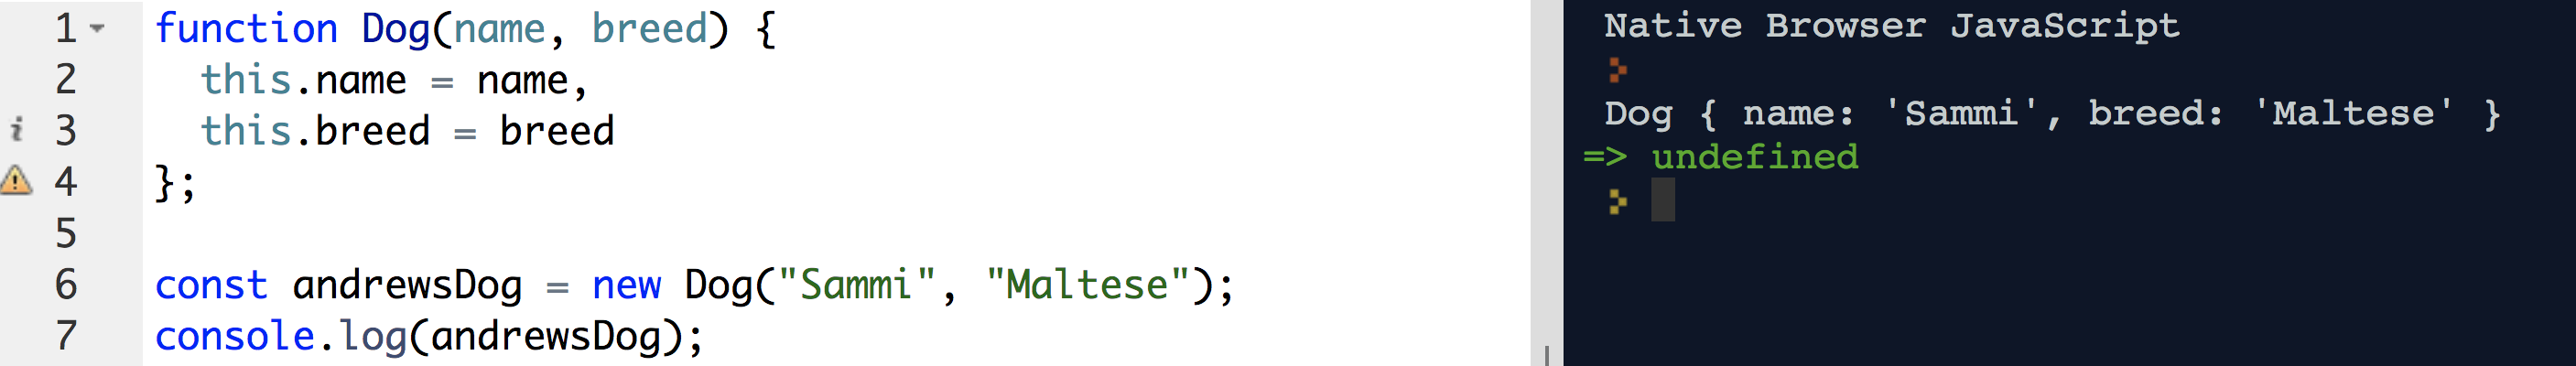 1 function Dog(name, breed) {
2   this.name = name,
i 3   this.breed = breed
4 };
5
6 const andrewsDog = new Dog("Sammi", "Maltese");
7 console.log(andrewsDog);
Native Browser JavaScript
>
Dog { name: 'Sammi', breed: 'Maltese' }
=> undefined
>